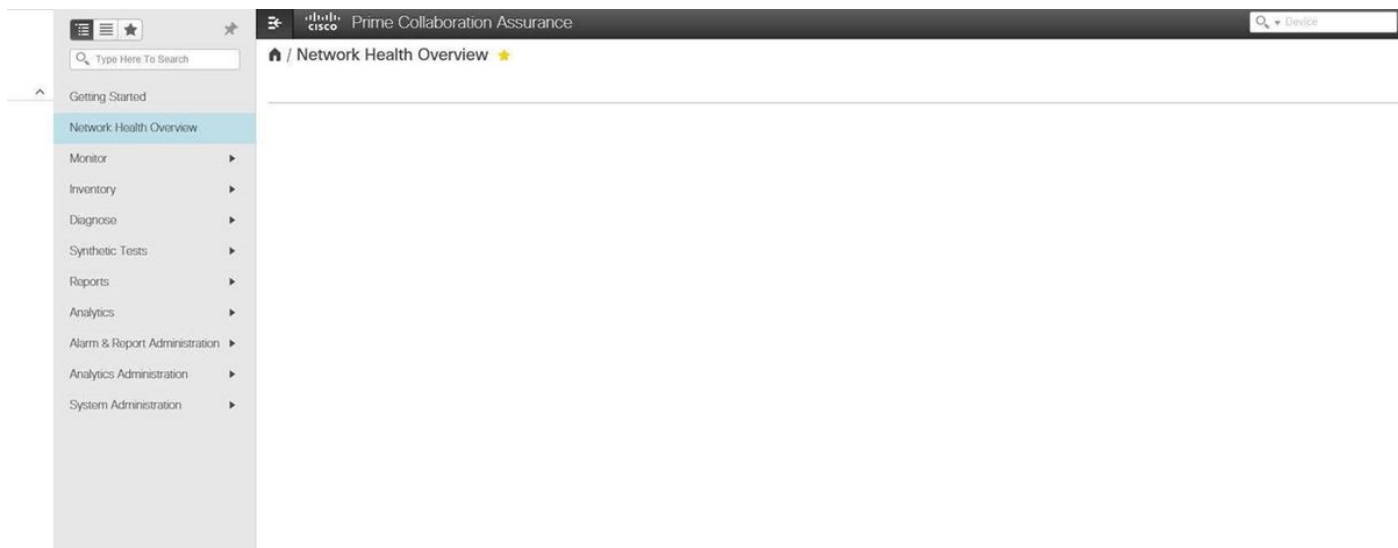 cisco Prime Collaboration Assurance
Device
Type Here To Search
/ Network Health Overview
Getting Started
Network Health Overview
Monitor
Inventory
Diagnose
Synthetic Tests
Reports
Analytics
Alarm & Report Administration
Analytics Administration
System Administration